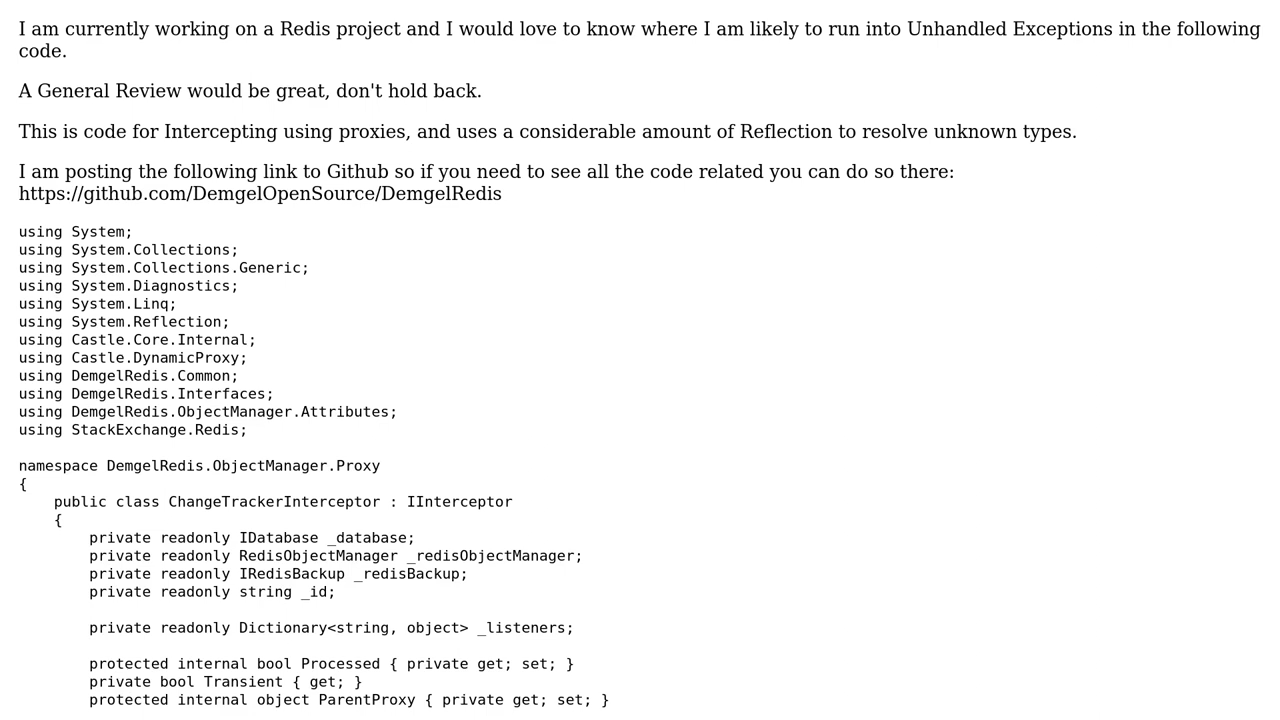 I am currently working on a Redis project and I would love to know where I am likely to run into Unhandled Exceptions in the following
code.
A General Review would be great, don't hold back.
This is code for Intercepting using proxies, and uses a considerable amount of Reflection to resolve unknown types.
I am posting the following link to Github so if you need to see all the code related you can do so there:
https://github.com/DemgelOpenSource/DemgelRedis
using System;
using System.Collections;
using System.Collections.Generic;
using System.Diagnostics;
using System.Linq;
using System.Reflection;
using Castle.Core.Internal;
using Castle.DynamicProxy;
using DemgelRedis.Common;
using DemgelRedis.Interfaces;
using DemgelRedis.ObjectManager.Attributes;
using StackExchange.Redis;

namespace DemgelRedis.ObjectManager.Proxy
{
    public class ChangeTrackerInterceptor : IInterceptor
    {
        private readonly IDatabase _database;
        private readonly RedisObjectManager _redisObjectManager;
        private readonly IRedisBackup _redisBackup;
        private readonly string _id;

        private readonly Dictionary<string, object> _listeners;

        protected internal bool Processed { private get; set; }
        private bool Transient { get; }
        protected internal object ParentProxy { private get; set; }